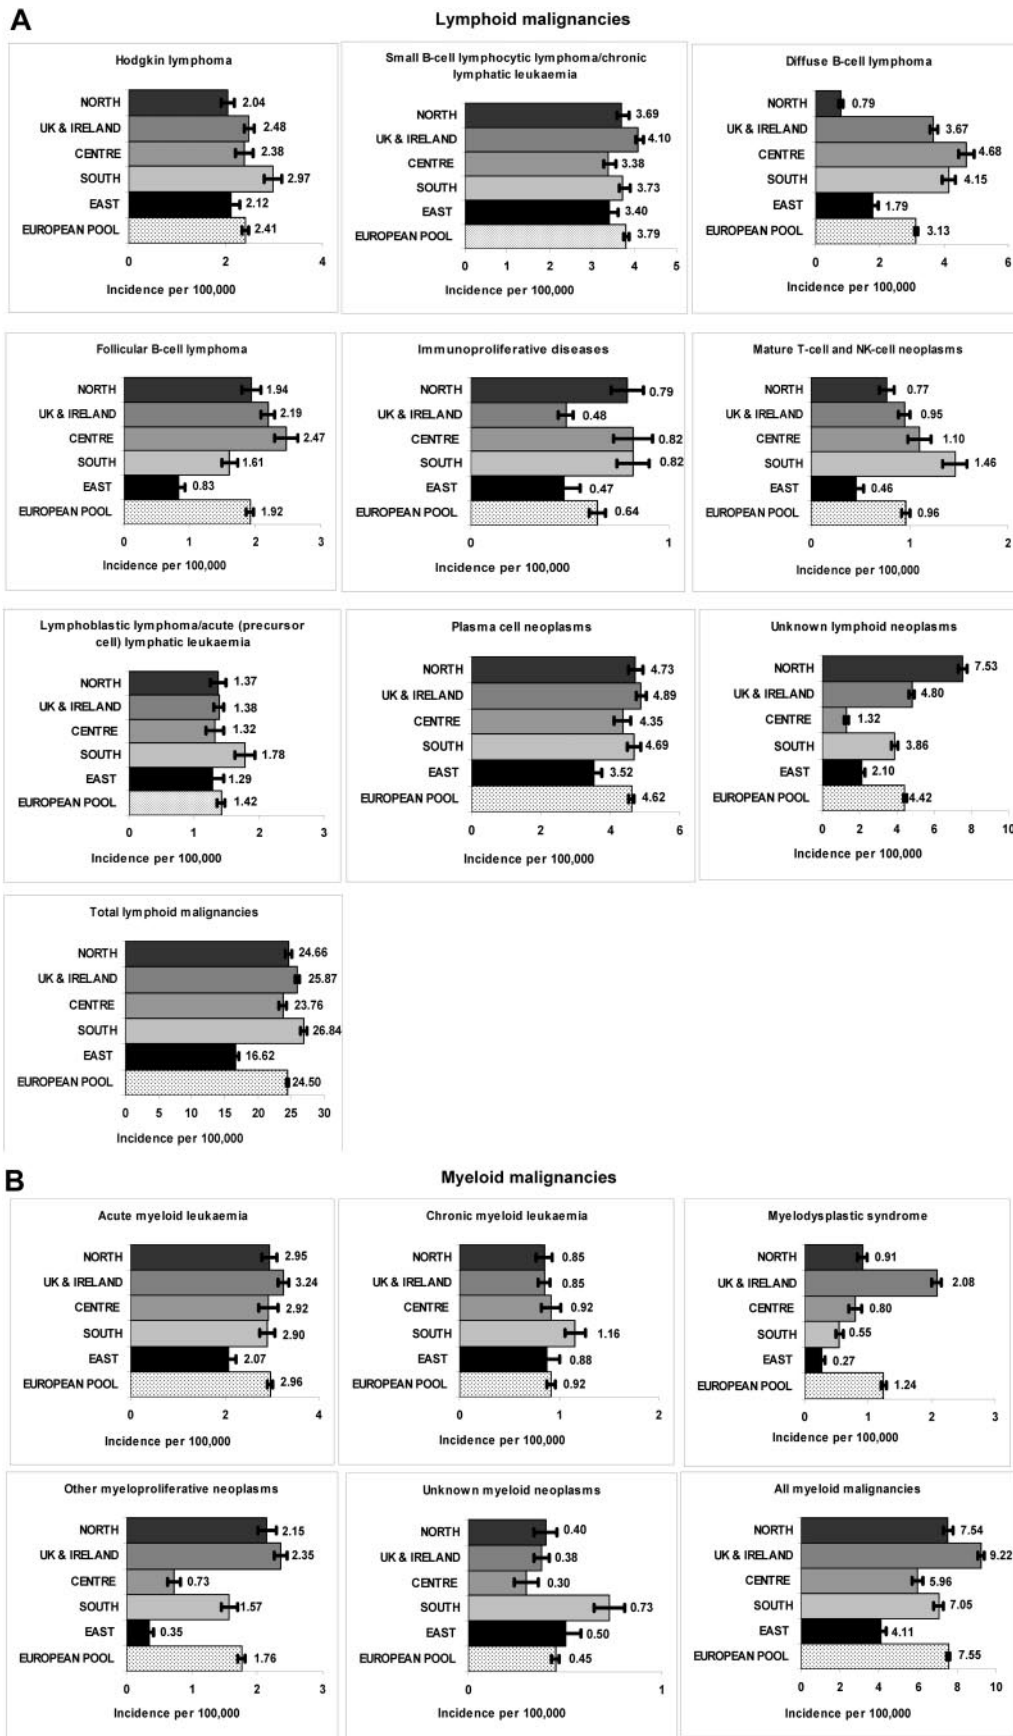 A
Lymphoid malignancies
Hodgkin lymphoma
NORTH 2.04
UK & IRELAND 2.48
CENTRE 2.38
SOUTH 2.97
EAST 2.12
EUROPEAN POOL 2.41
0 2 4
Incidence per 100,000
Small B-cell lymphocytic lymphoma/chronic
lymphatic leukaemia
NORTH 3.69
UK & IRELAND 4.10
CENTRE 3.38
SOUTH 3.73
EAST 3.40
EUROPEAN POOL 3.79
0 1 2 3 4 5
Incidence per 100,000
Diffuse B-cell lymphoma
NORTH 0.79
UK & IRELAND 3.67
CENTRE 4.68
SOUTH 4.15
EAST 1.79
EUROPEAN POOL 3.13
0 2 4 6
Incidence per 100,000
Follicular B-cell lymphoma
NORTH 1.94
UK & IRELAND 2.19
CENTRE 2.47
SOUTH 1.61
EAST 0.83
EUROPEAN POOL 1.92
0 1 2 3
Incidence per 100,000
Immunoproliferative diseases
NORTH 0.79
UK & IRELAND 0.48
CENTRE 0.82
SOUTH 0.82
EAST 0.47
EUROPEAN POOL 0.64
0 1
Incidence per 100,000
Mature T-cell and NK-cell neoplasms
NORTH 0.77
UK & IRELAND 0.95
CENTRE 1.10
SOUTH 1.46
EAST 0.46
EUROPEAN POOL 0.96
0 1 2
Incidence per 100,000
Lymphoblastic lymphoma/acute (precursor
cell) lymphatic leukaemia
NORTH 1.37
UK & IRELAND 1.38
CENTRE 1.32
SOUTH 1.78
EAST 1.29
EUROPEAN POOL 1.42
0 1 2 3
Incidence per 100,000
Plasma cell neoplasms
NORTH 4.73
UK & IRELAND 4.89
CENTRE 4.35
SOUTH 4.69
EAST 3.52
EUROPEAN POOL 4.62
0 2 4 6
Incidence per 100,000
Unknown lymphoid neoplasms
NORTH 7.53
UK & IRELAND 4.80
CENTRE 1.32
SOUTH 3.86
EAST 2.10
EUROPEAN POOL 4.42
0 2 4 6 8 10
Incidence per 100,000
Total lymphoid malignancies
NORTH 24.66
UK & IRELAND 25.87
CENTRE 23.76
SOUTH 26.84
EAST 16.62
EUROPEAN POOL 24.50
0 5 10 15 20 25 30
Incidence per 100,000
B
Myeloid malignancies
Acute myeloid leukaemia
NORTH 2.95
UK & IRELAND 3.24
CENTRE 2.92
SOUTH 2.90
EAST 2.07
EUROPEAN POOL 2.96
0 2 4
Incidence per 100,000
Chronic myeloid leukaemia
NORTH 0.85
UK & IRELAND 0.85
CENTRE 0.92
SOUTH 1.16
EAST 0.88
EUROPEAN POOL 0.92
0 1 2
Incidence per 100,000
Myelodysplastic syndrome
NORTH 0.91
UK & IRELAND 2.08
CENTRE 0.80
SOUTH 0.55
EAST 0.27
EUROPEAN POOL 1.24
0 1 2 3
Incidence per 100,000
Other myeloproliferative neoplasms
NORTH 2.15
UK & IRELAND 2.35
CENTRE 0.73
SOUTH 1.57
EAST 0.35
EUROPEAN POOL 1.76
0 1 2 3
Incidence per 100,000
Unknown myeloid neoplasms
NORTH 0.40
UK & IRELAND 0.38
CENTRE 0.30
SOUTH 0.73
EAST 0.50
EUROPEAN POOL 0.45
0 1
Incidence per 100,000
All myeloid malignancies
NORTH 7.54
UK & IRELAND 9.22
CENTRE 5.96
SOUTH 7.05
EAST 4.11
EUROPEAN POOL 7.55
0 2 4 6 8 10
Incidence per 100,000